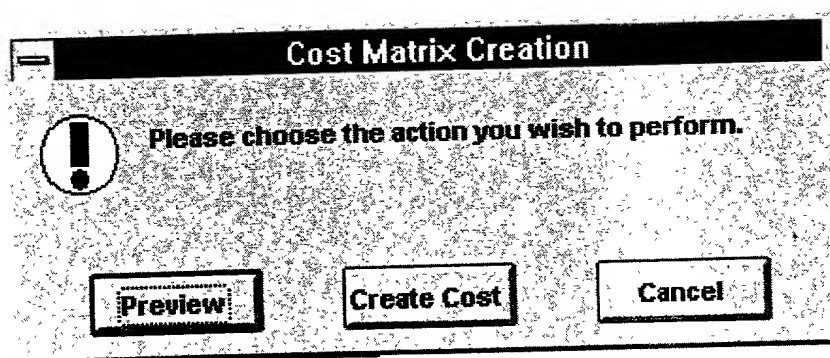 Cost Matrix Creation
Please choose the action you wish to perform.
Preview
Create Cost
Cancel